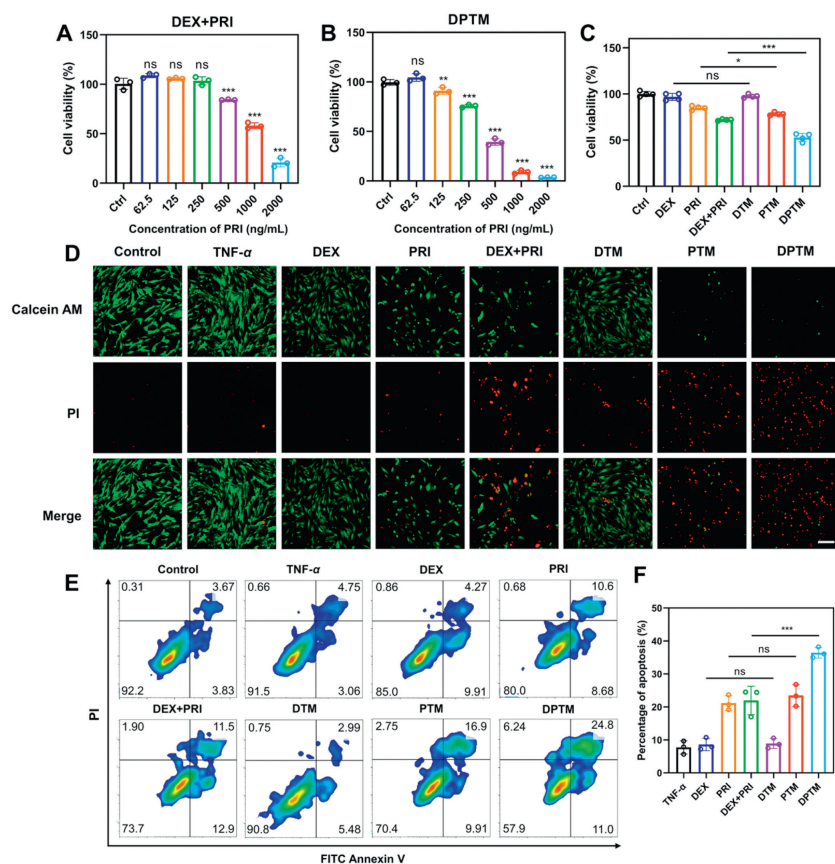 A
DEX+PRI
Cell viability (%)
150
100
50
0
ns
ns
ns
***
***
***
Ctrl
62.5
125
250
500
1000
2000
Concentration of PRI (ng/mL)
B
DPTM
Cell viability (%)
150
100
50
0
ns
**
***
***
***
***
Ctrl
62.5
125
250
500
1000
2000
Concentration of PRI (ng/mL)
C
Cell viability (%)
150
100
50
0
***
*
ns
Ctrl
DEX
PRI
DEX+PRI
DTM
PTM
DPTM
D
Control
TNF-α
DEX
PRI
DEX+PRI
DTM
PTM
DPTM
Calcein AM
PI
Merge
E
Control
0.31
3.67
92.2
3.83
TNF-α
0.66
4.75
91.5
3.06
DEX
0.86
4.27
85.0
9.91
PRI
0.68
10.6
80.0
8.68
DEX+PRI
1.90
11.5
73.7
12.9
DTM
0.75
2.99
90.8
5.48
PTM
2.75
16.9
70.4
9.91
DPTM
6.24
24.8
57.9
11.0
PI
FITC Annexin V
F
Percentage of apoptosis (%)
50
40
30
20
10
0
***
ns
ns
TNF-α
DEX
PRI
DEX+PRI
DTM
PTM
DPTM